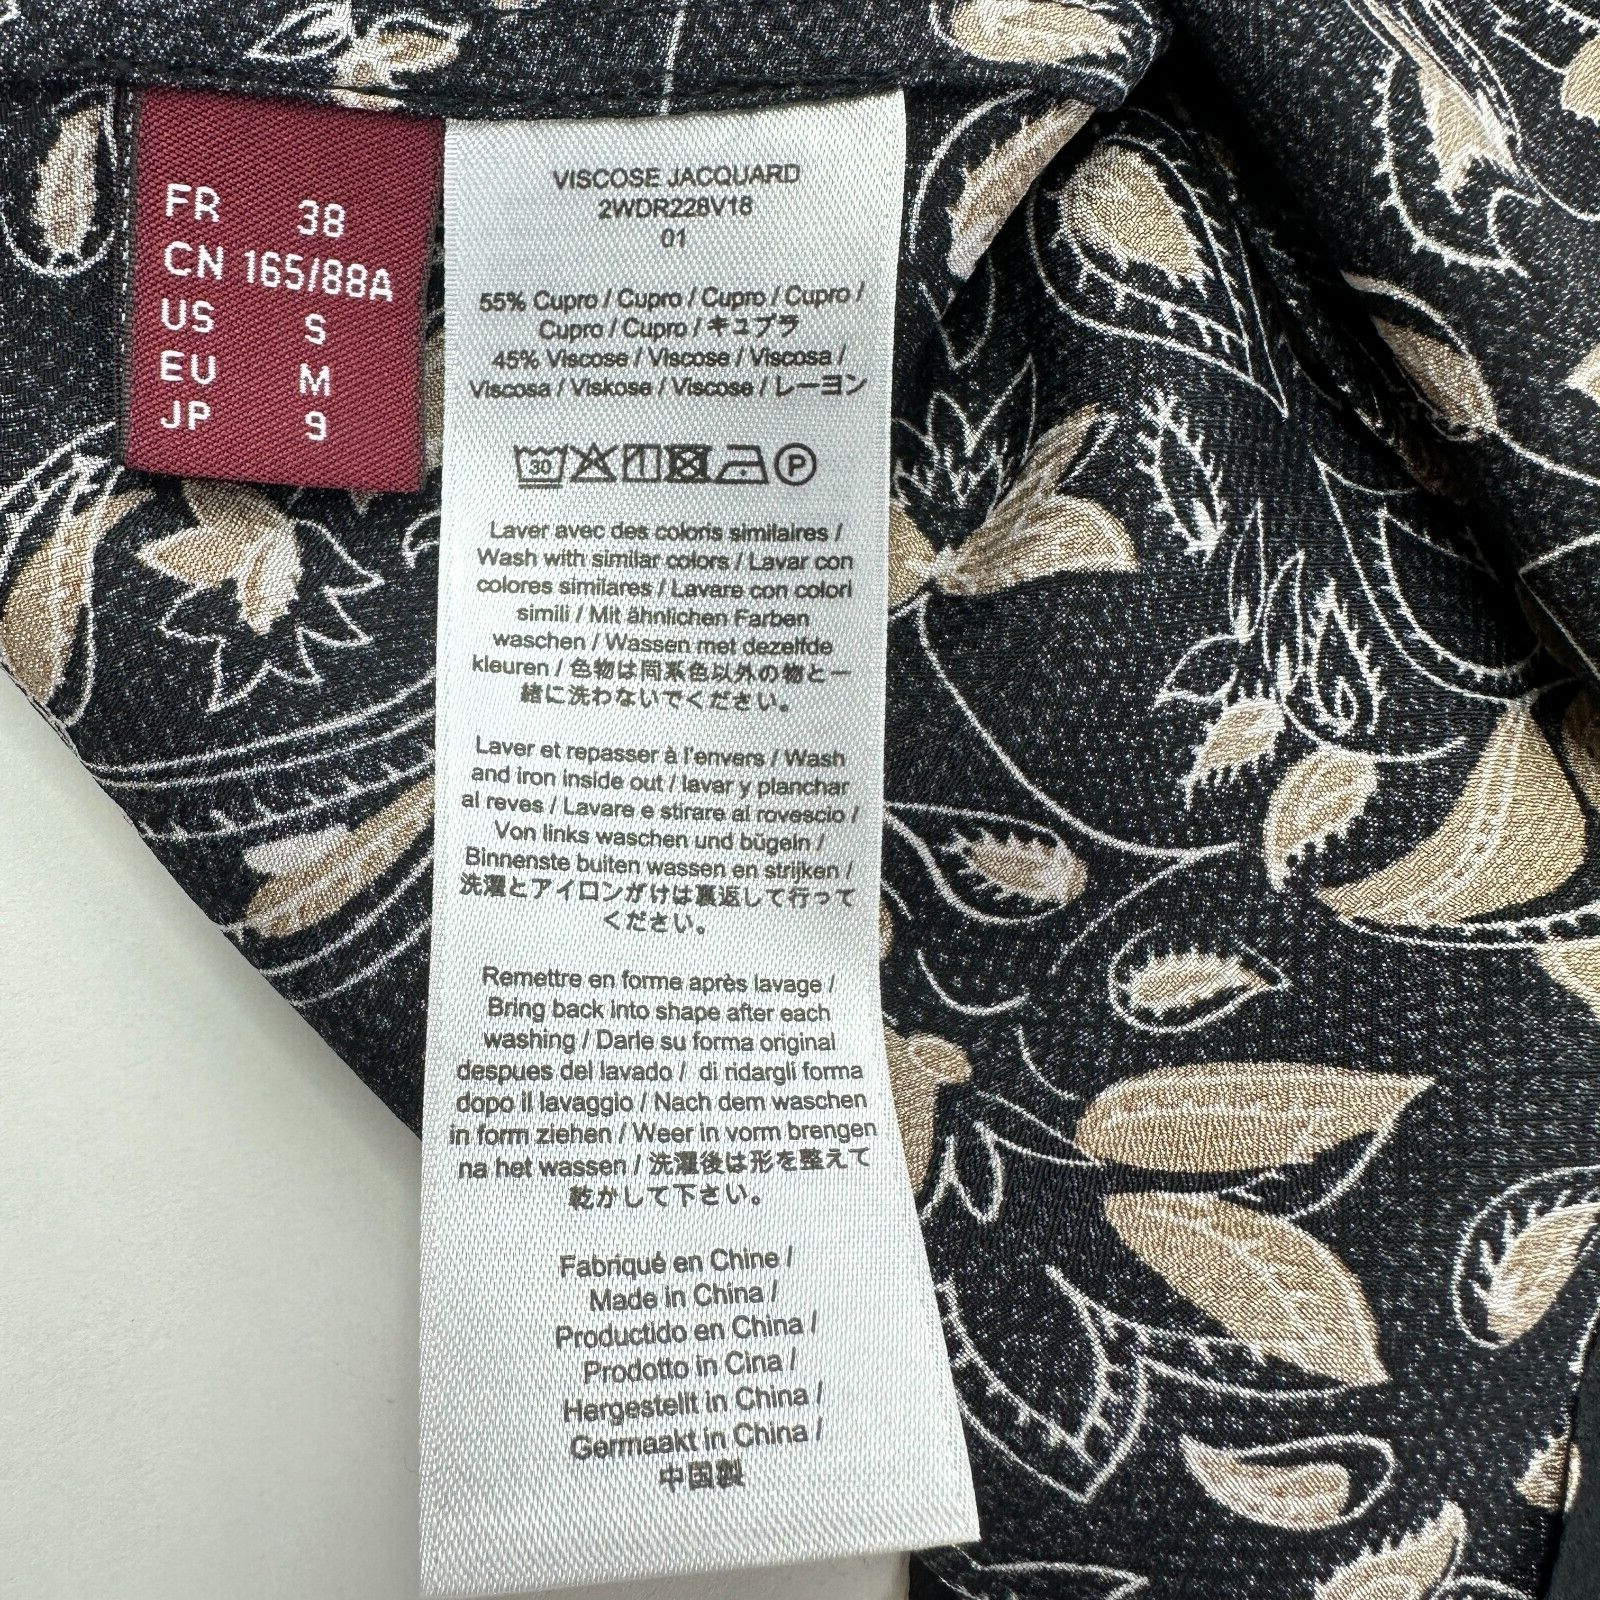 FR 38
CN 165/88A
US S
EU M
JP 9
VISCOSE JACQUARD
2WDR228V18
01
55% Cupro / Cupro / Cupro / Cupro /
Cupro / Cupro / キュプラ
45% Viscose / Viscose / Viscosa /
Viscosa / Viskose / Viscose / レーヨン
30 P
Laver avec des coloris similaires /
Wash with similar colors / Lavar con
colores similares / Lavare con colori
simili / Mit ähnlichen Farben
waschen / Wassen met dezelfde
kleuren / 色物は同系色以外の物と一
緒に洗わないでください。
Laver et repasser à l'envers / Wash
and iron inside out / lavar y planchar
al reves / Lavare e stirare al rovescio /
Von links waschen und bügeln /
Binnenste buiten wassen en strijken /
洗濯とアイロンがけは裏返して行って
ください。
Remettre en forme après lavage /
Bring back into shape after each
washing / Darle su forma original
despues del lavado / di ridargli forma
dopo il lavaggio / Nach dem waschen
in form ziehen / Weer in vorm brengen
na het wassen / 洗濯後は形を整えて
乾かして下さい。
Fabriqué en Chine /
Made in China /
Productido en China /
Prodotto in Cina /
Hergestellt in China /
Germaakt in China /
中国製